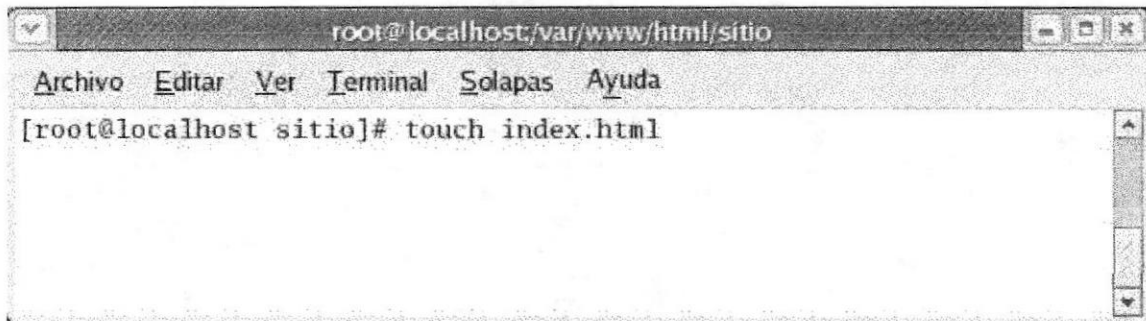 root@localhost:/var/www/html/sitio
Archivo Editar Ver Terminal Solapas Ayuda
[root@localhost sitio]# touch index.html